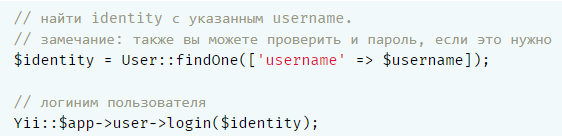 // найти identity с указанным username.
// замечание: также вы можете проверить и пароль, если это нужно
$identity = User::findOne(['username' => $username]);
// логиним пользователя
Yii::$app->user->login($identity);